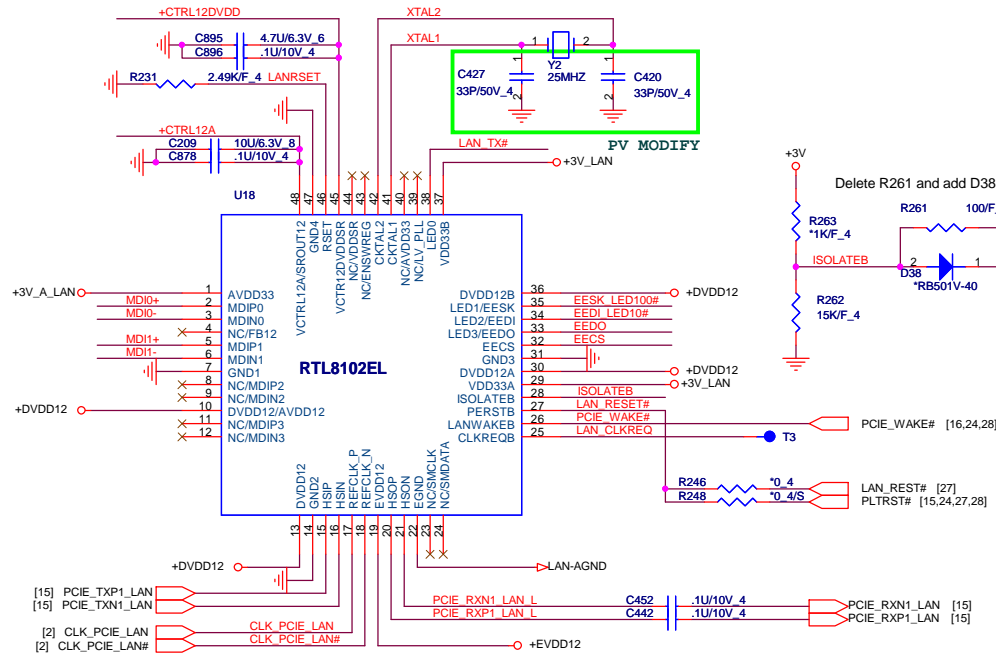 +CTRL12DVDD
XTAL2
C895 4.7U/6.3V_6
C896 .1U/10V_4
XTAL1
1 2
Y2
25MHZ
C427
33P/50V_4
1
2
C420
33P/50V_4
1
2
R231 2.49K/F_4 LANRSET
PV MODIFY
+CTRL12A
C209 10U/6.3V_8
C878 .1U/10V_4
LAN_TX#
+3V_LAN
+3V
Delete R261 and add D38
R261 100/F_
R263
*1K/F_4
ISOLATEB
2 1
D38
*RB501V-40
R262
15K/F_4
U18
48 47 46 45 44 43 42 41 40 39 38 37
VCTRL12A/SROUT12
GND4
RSET
VCTR12DVDDSR
NC/VDDSR
NC/ENSWREG
CKTAL2
CKTAL1
NC/AVDD33
NC/LV_PLL
LED0
VDD33B
RTL8102EL
+3V_A_LAN 1 AVDD33
MDI0+ 2 MDIP0
MDI0- 3 MDIN0
4 NC/FB12
MDI1+ 5 MDIP1
MDI1- 6 MDIN1
7 GND1
8 NC/MDIP2
9 NC/MDIN2
+DVDD12 10 DVDD12/AVDD12
11 NC/MDIP3
12 NC/MDIN3
DVDD12B 36 +DVDD12
LED1/EESK 35 EESK_LED100#
LED2/EEDI 34 EEDI_LED10#
LED3/EEDO 33 EEDO
EECS 32 EECS
GND3 31
DVDD12A 30 +DVDD12
VDD33A 29 +3V_LAN
ISOLATEB 28 ISOLATEB
PERSTB 27 LAN_RESET#
LANWAKEB 26 PCIE_WAKE#
CLKREQB 25 LAN_CLKREQ
PCIE_WAKE# [16,24,28]
T3
R246 *0_4 LAN_REST# [27]
R248 *0_4/S PLTRST# [15,24,27,28]
DVDD12
GND2
HSIP
HSIN
REFCLK_P
REFCLK_N
EVDD12
HSOP
HSON
EGND
NC/SMCLK
NC/SMDATA
13 14 15 16 17 18 19 20 21 22 23 24
+DVDD12
LAN-AGND
[15] PCIE_TXP1_LAN
[15] PCIE_TXN1_LAN
PCIE_RXN1_LAN_L C452 .1U/10V_4 PCIE_RXN1_LAN [15]
PCIE_RXP1_LAN_L C442 .1U/10V_4 PCIE_RXP1_LAN [15]
[2] CLK_PCIE_LAN CLK_PCIE_LAN
[2] CLK_PCIE_LAN# CLK_PCIE_LAN#
+EVDD12